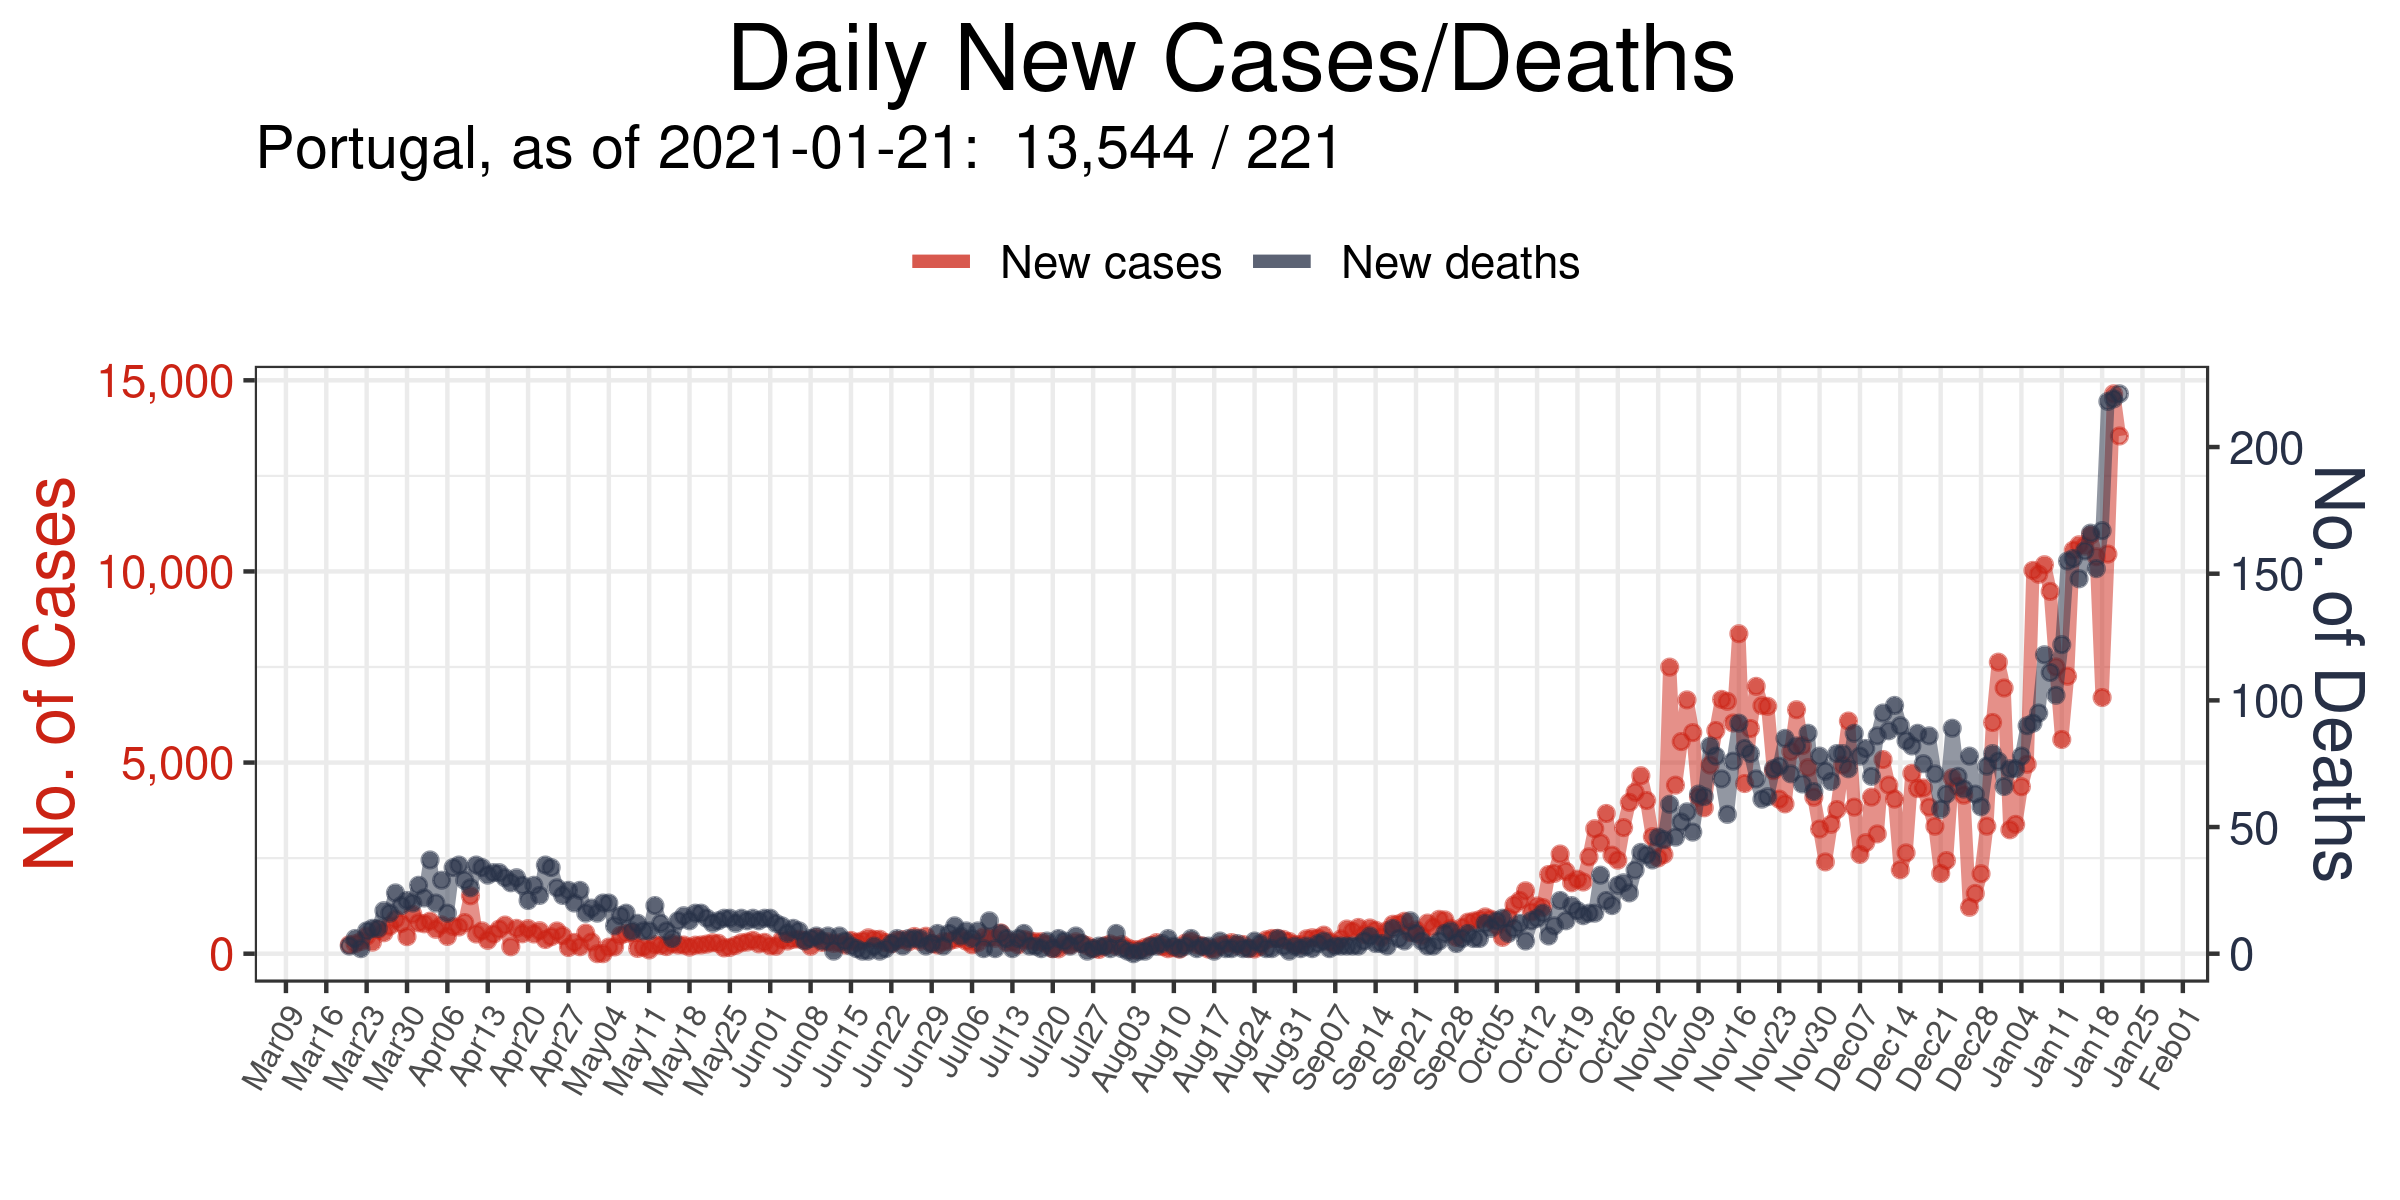 Daily New Cases/Deaths
Portugal, as of 2021-01-21:  13,544 / 221
New cases
New deaths
No. of Cases
15,000
10,000
5,000
0
200
150
100
50
0
No. of Deaths
Mar09
Mar16
Mar23
Mar30
Apr06
Apr13
Apr20
Apr27
May04
May11
May18
May25
Jun01
Jun08
Jun15
Jun22
Jun29
Jul06
Jul13
Jul20
Jul27
Aug03
Aug10
Aug17
Aug24
Aug31
Sep07
Sep14
Sep21
Sep28
Oct05
Oct12
Oct19
Oct26
Nov02
Nov09
Nov16
Nov23
Nov30
Dec07
Dec14
Dec21
Dec28
Jan04
Jan11
Jan18
Jan25
Feb01